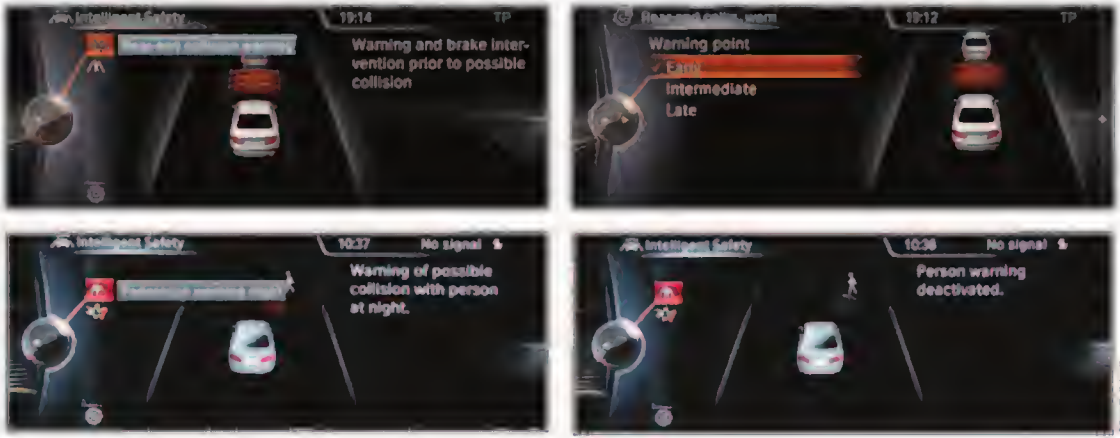 Intelligent Safety
19:14
TP
Warning and brake inter-
vention prior to possible
collision
19:12
TP
Warning point
Early
Intermediate
Late
Intelligent Safety
10:37
No signal
Warning of possible
collision with person
at night.
Intelligent Safety
10:36
No signal
Person warning
deactivated.